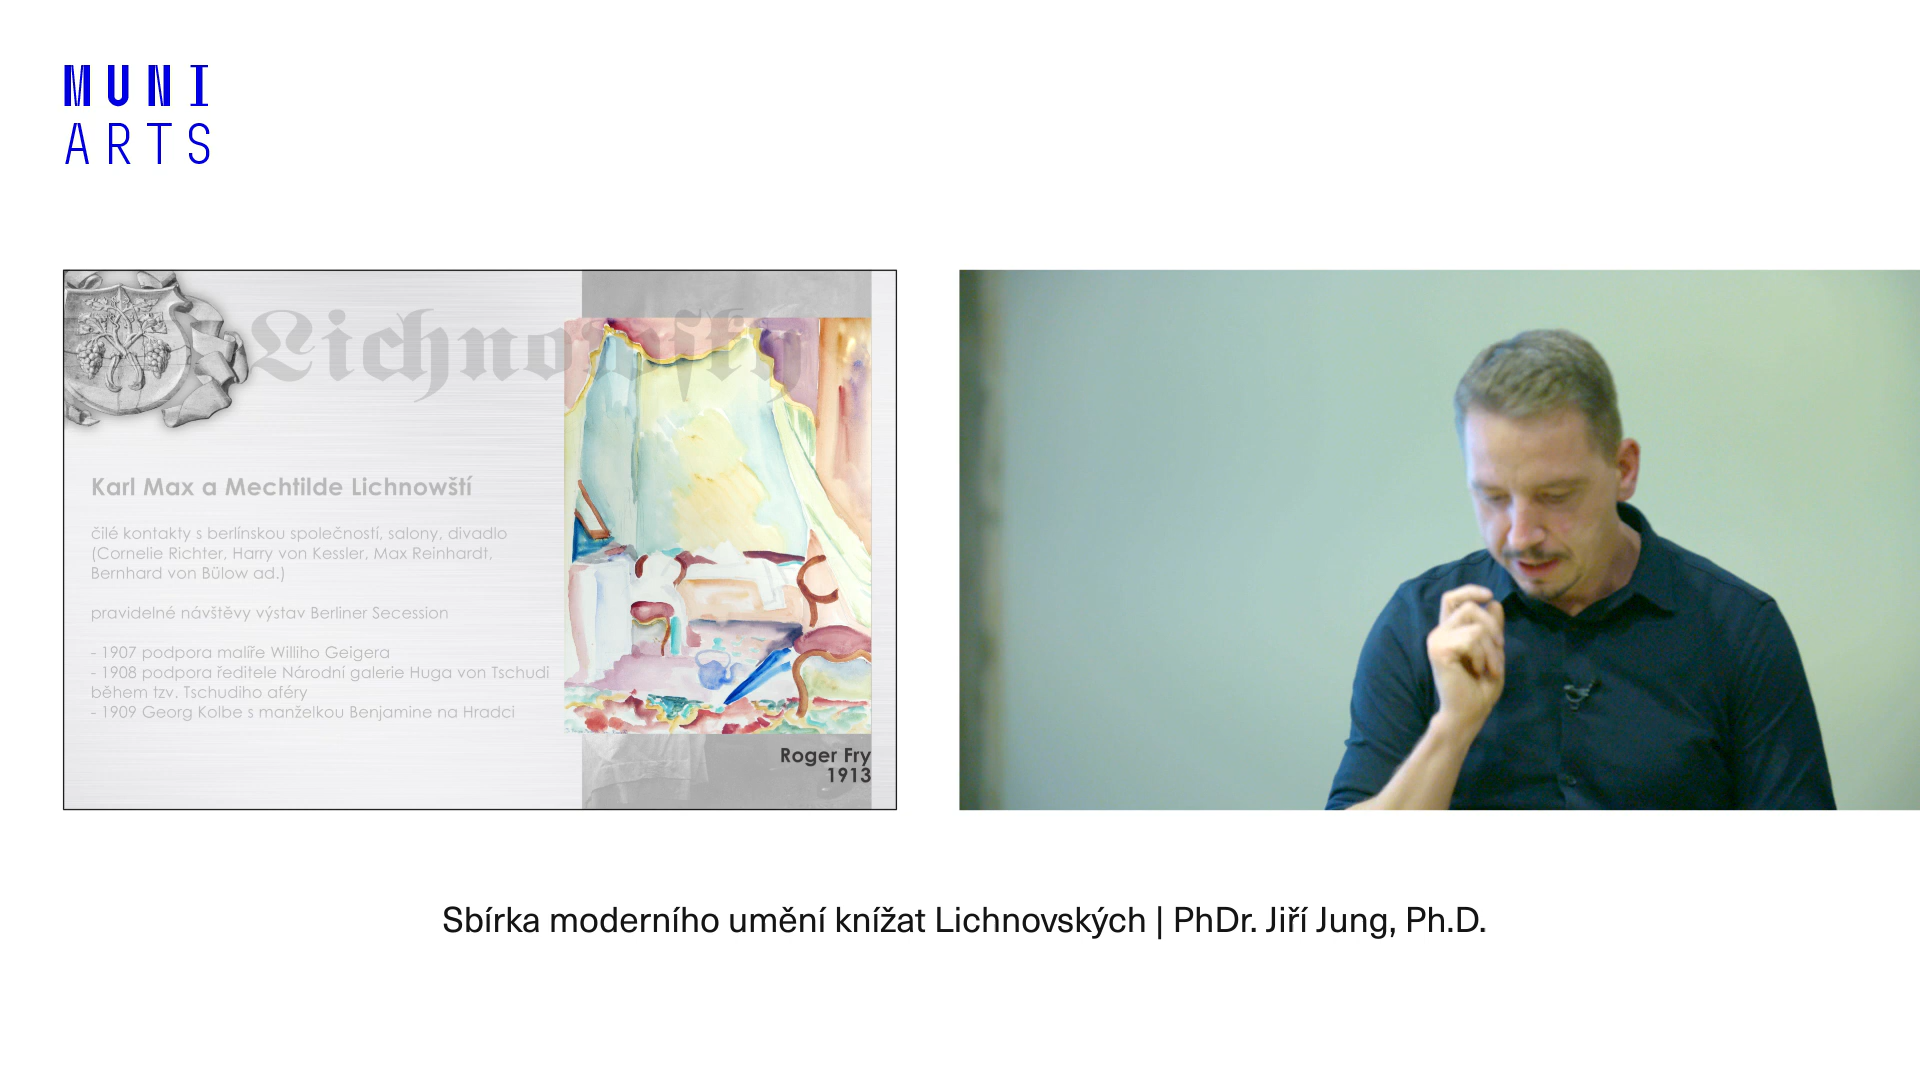 MUNI
ARTS
Lichnowsky
Karl Max a Mechtilde Lichnowští
čilé kontakty s berlínskou společností, salony, divadlo
(Cornelie Richter, Harry von Kessler, Max Reinhardt,
Bernhard von Bülow ad.)
pravidelné návštěvy výstav Berliner Secession
- 1907 podpora malíře Williho Geigera
- 1908 podpora ředitele Národní galerie Huga von Tschudi
během tzv. Tschudiho aféry
- 1909 Georg Kolbe s manželkou Benjamine na Hradci
Roger Fry
1913
Sbírka moderního umění knížat Lichnovských | PhDr. Jiří Jung, Ph.D.